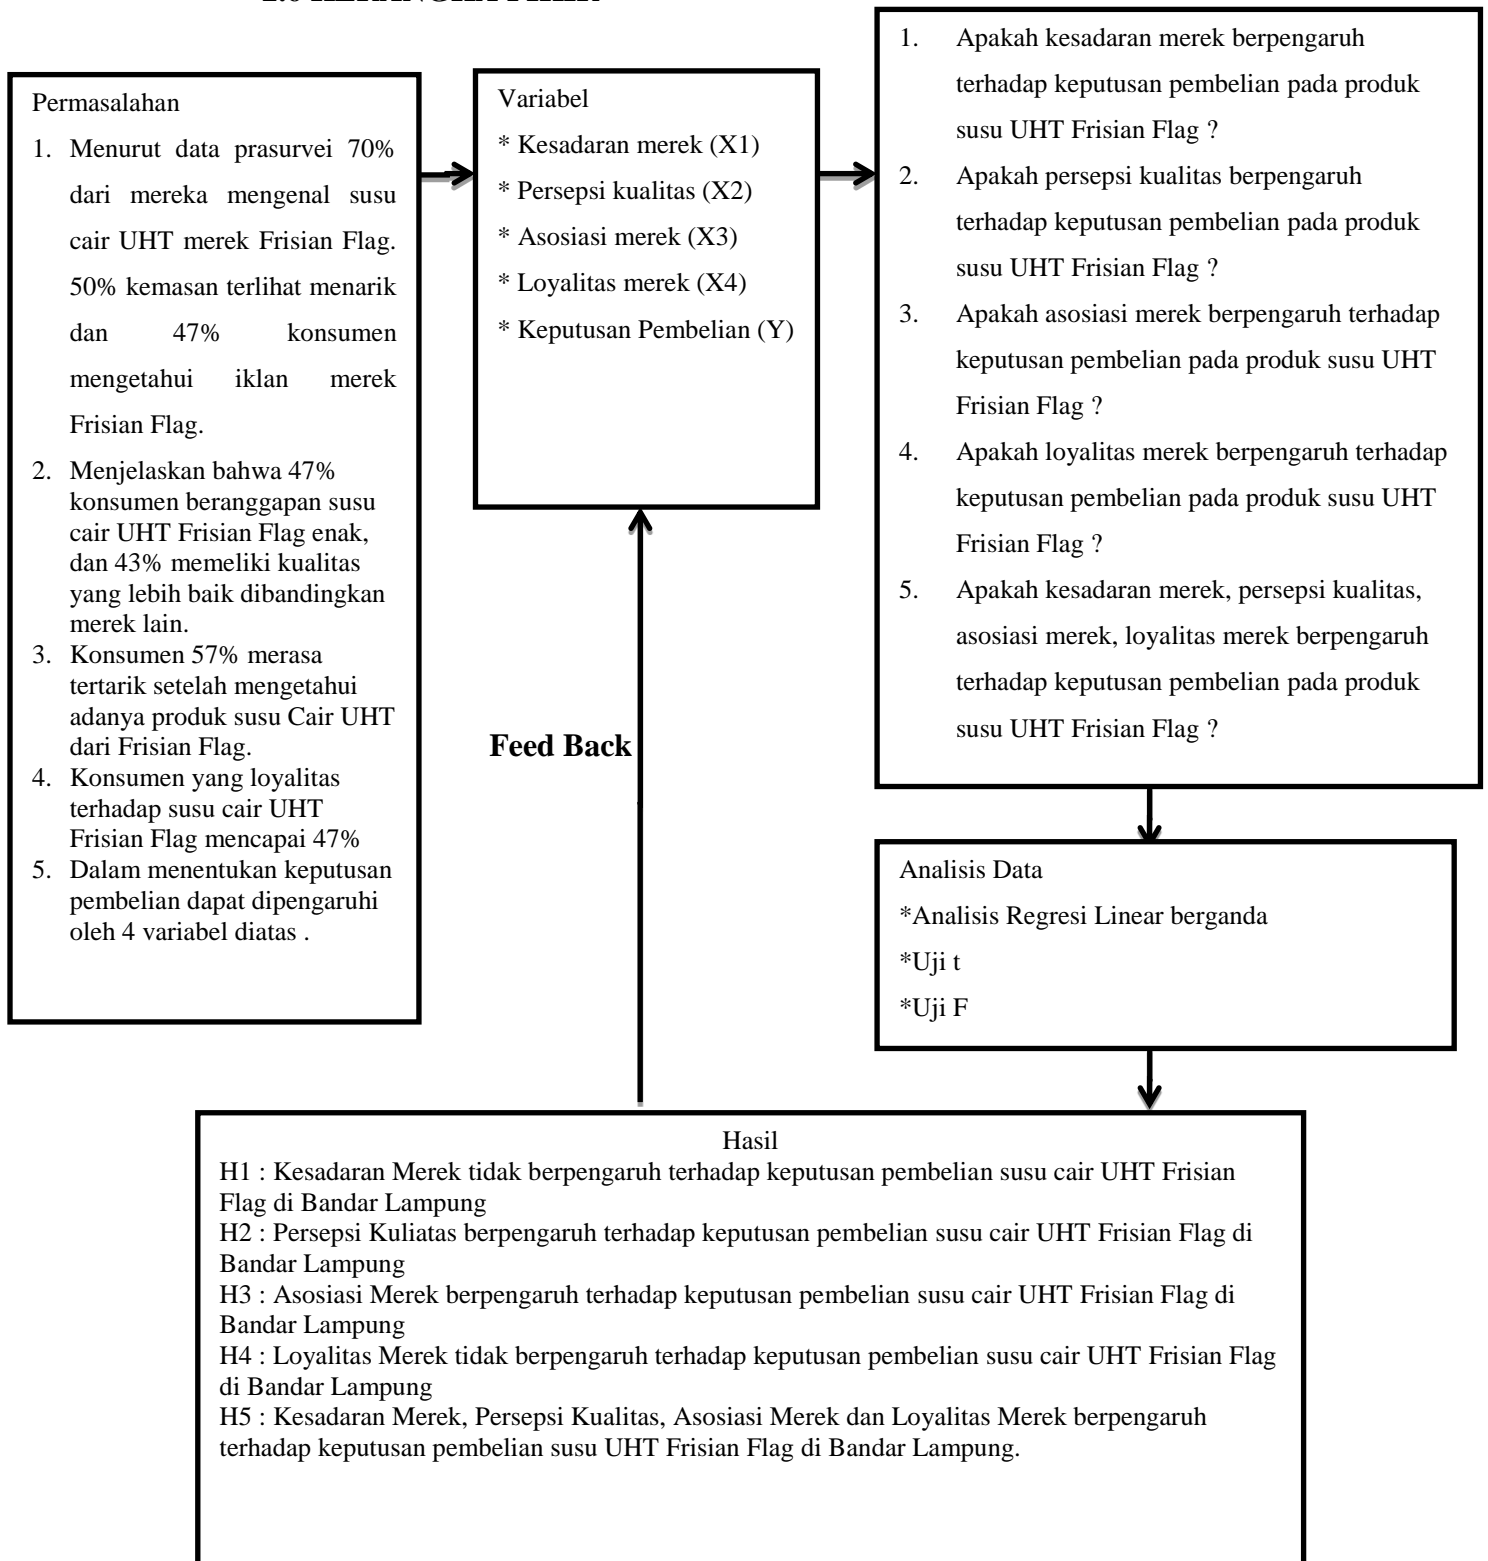 Permasalahan
1. Menurut data prasurvei 70%
dari mereka mengenal susu
cair UHT merek Frisian Flag.
50% kemasan terlihat menarik
dan 47% konsumen
mengetahui iklan merek
Frisian Flag.
2. Menjelaskan bahwa 47%
konsumen beranggapan susu
cair UHT Frisian Flag enak,
dan 43% memeliki kualitas
yang lebih baik dibandingkan
merek lain.
3. Konsumen 57% merasa
tertarik setelah mengetahui
adanya produk susu Cair UHT
dari Frisian Flag.
4. Konsumen yang loyalitas
terhadap susu cair UHT
Frisian Flag mencapai 47%
5. Dalam menentukan keputusan
pembelian dapat dipengaruhi
oleh 4 variabel diatas .
Variabel
* Kesadaran merek (X1)
* Persepsi kualitas (X2)
* Asosiasi merek (X3)
* Loyalitas merek (X4)
* Keputusan Pembelian (Y)
1. Apakah kesadaran merek berpengaruh
terhadap keputusan pembelian pada produk
susu UHT Frisian Flag ?
2. Apakah persepsi kualitas berpengaruh
terhadap keputusan pembelian pada produk
susu UHT Frisian Flag ?
3. Apakah asosiasi merek berpengaruh terhadap
keputusan pembelian pada produk susu UHT
Frisian Flag ?
4. Apakah loyalitas merek berpengaruh terhadap
keputusan pembelian pada produk susu UHT
Frisian Flag ?
5. Apakah kesadaran merek, persepsi kualitas,
asosiasi merek, loyalitas merek berpengaruh
terhadap keputusan pembelian pada produk
susu UHT Frisian Flag ?
Feed Back
Analisis Data
*Analisis Regresi Linear berganda
*Uji t
*Uji F
Hasil
H1 : Kesadaran Merek tidak berpengaruh terhadap keputusan pembelian susu cair UHT Frisian
Flag di Bandar Lampung
H2 : Persepsi Kuliatas berpengaruh terhadap keputusan pembelian susu cair UHT Frisian Flag di
Bandar Lampung
H3 : Asosiasi Merek berpengaruh terhadap keputusan pembelian susu cair UHT Frisian Flag di
Bandar Lampung
H4 : Loyalitas Merek tidak berpengaruh terhadap keputusan pembelian susu cair UHT Frisian Flag
di Bandar Lampung
H5 : Kesadaran Merek, Persepsi Kualitas, Asosiasi Merek dan Loyalitas Merek berpengaruh
terhadap keputusan pembelian susu UHT Frisian Flag di Bandar Lampung.